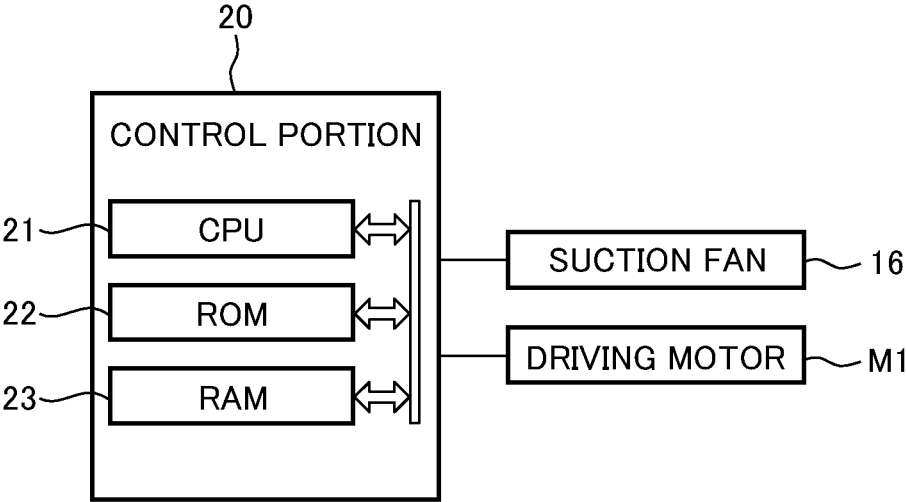 20
CONTROL PORTION
21
CPU
22
ROM
23
RAM
SUCTION FAN
16
DRIVING MOTOR
M1